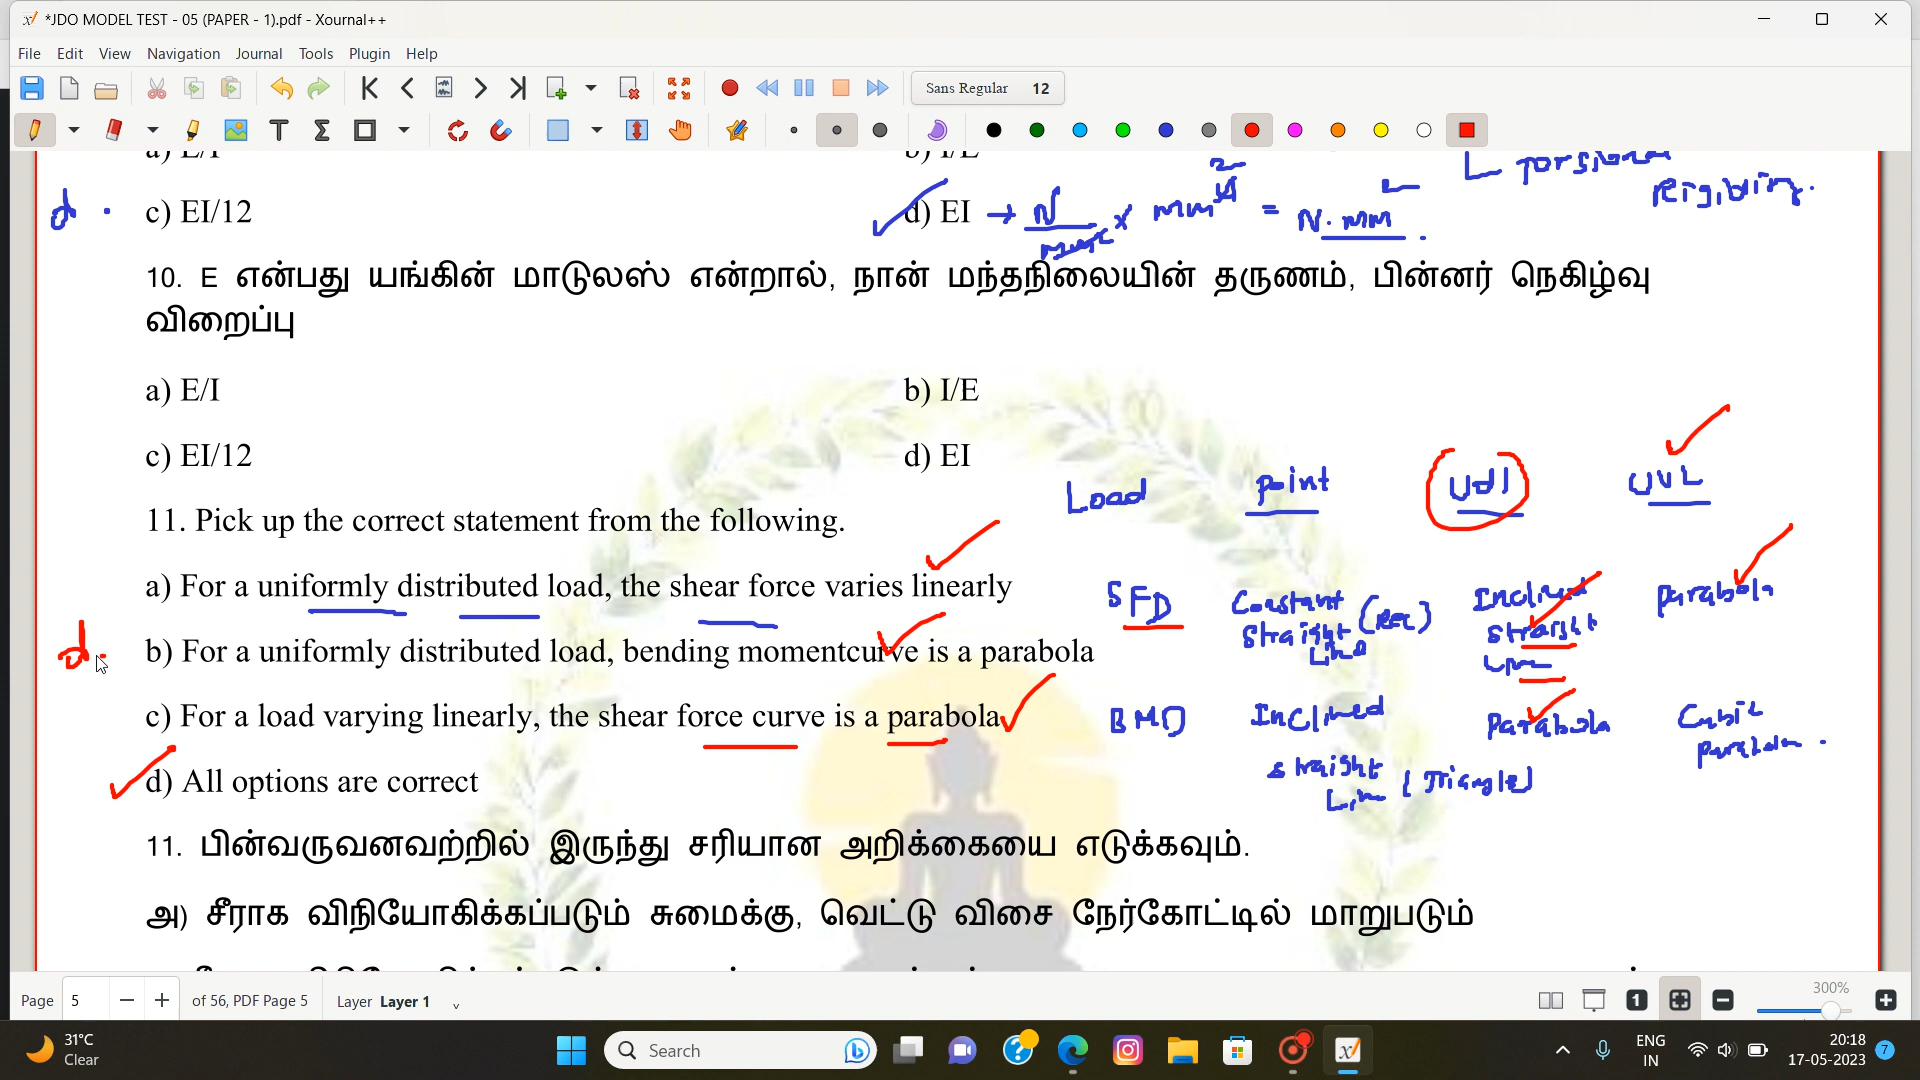 *JDO MODEL TEST - 05 (PAPER - 1).pdf - Xournal++
File Edit View Navigation Journal Tools Plugin Help
Sans Regular 12
a) E/I b) I/E
d. c) EI/12 d) EI → N/mm² x mm⁴ = N.mm²
10. E என்பது யங்கின் மாடுலஸ் என்றால், நான் மந்தநிலையின் தருணம், பின்னர் நெகிழ்வு
விறைப்பு
a) E/I b) I/E
c) EI/12 d) EI
Load point Udl UVL
11. Pick up the correct statement from the following.
a) For a uniformly distributed load, the shear force varies linearly
SFD Constant Straight Line (Rec) Inclined Straight Line Parabola
d. b) For a uniformly distributed load, bending momentcurve is a parabola
c) For a load varying linearly, the shear force curve is a parabola
BMD Inclined Straight Line (Triangle) Parabola Cubic parabola.
d) All options are correct
11. பின்வருவனவற்றில் இருந்து சரியான அறிக்கையை எடுக்கவும்.
அ) சீராக விநியோகிக்கப்படும் சுமைக்கு, வெட்டு விசை நேர்கோட்டில் மாறுபடும்
Page 5 of 56, PDF Page 5 Layer Layer 1 300%
31°C
Clear
Search
ENG
IN
20:18
17-05-2023
7